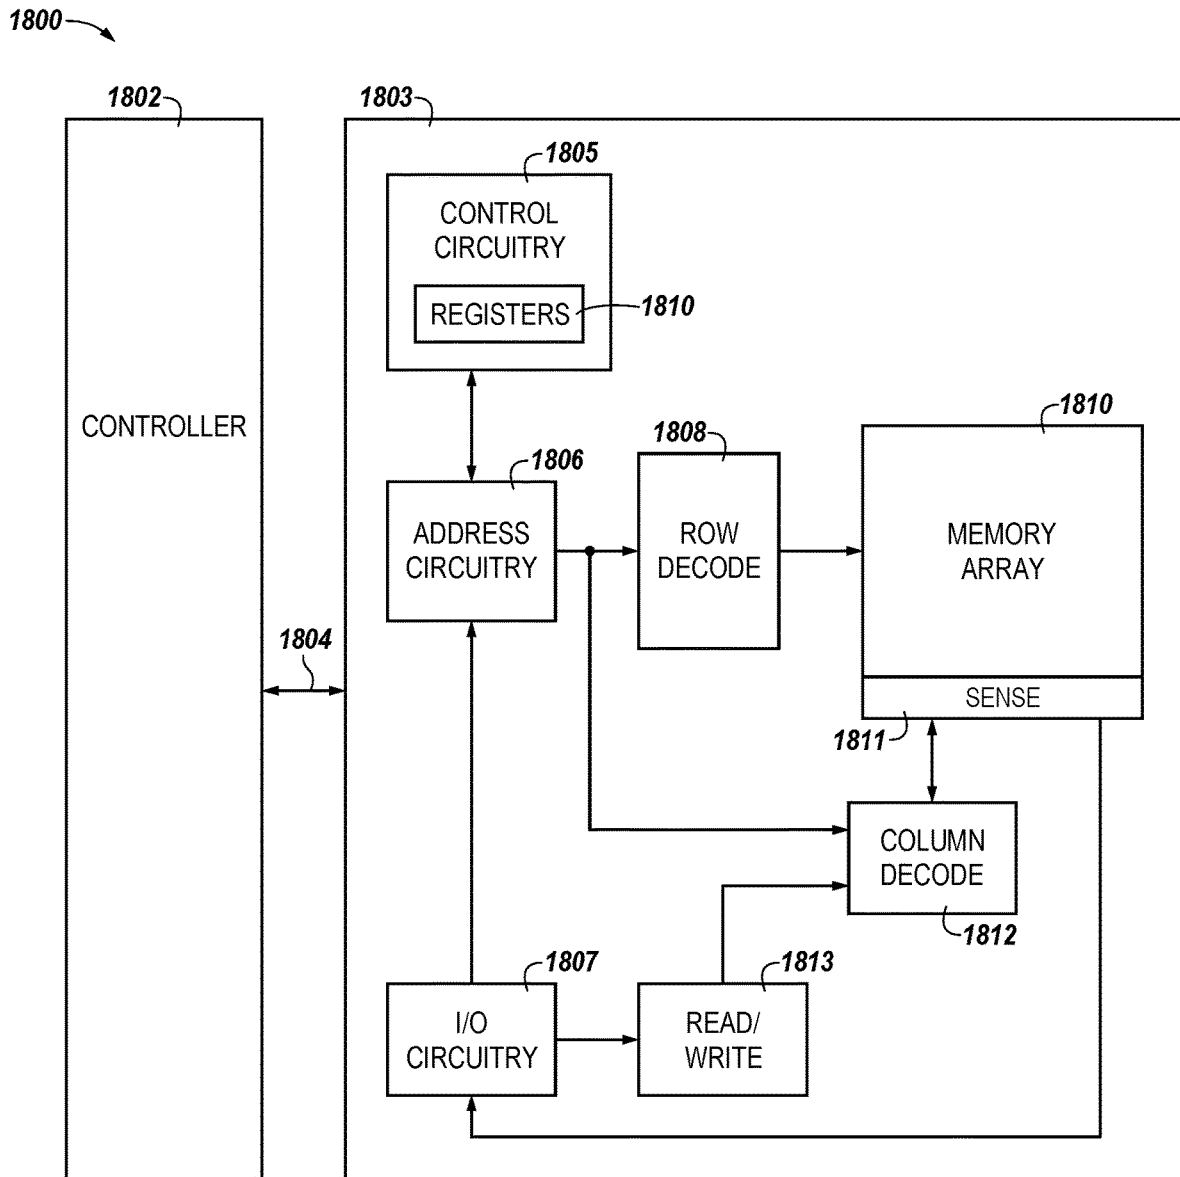 1800
1802
1803
1805
CONTROL
CIRCUITRY
REGISTERS
1810
CONTROLLER
1806
ADDRESS
CIRCUITRY
1808
ROW
DECODE
1810
MEMORY
ARRAY
SENSE
1804
1811
COLUMN
DECODE
1812
1807
I/O
CIRCUITRY
1813
READ/
WRITE